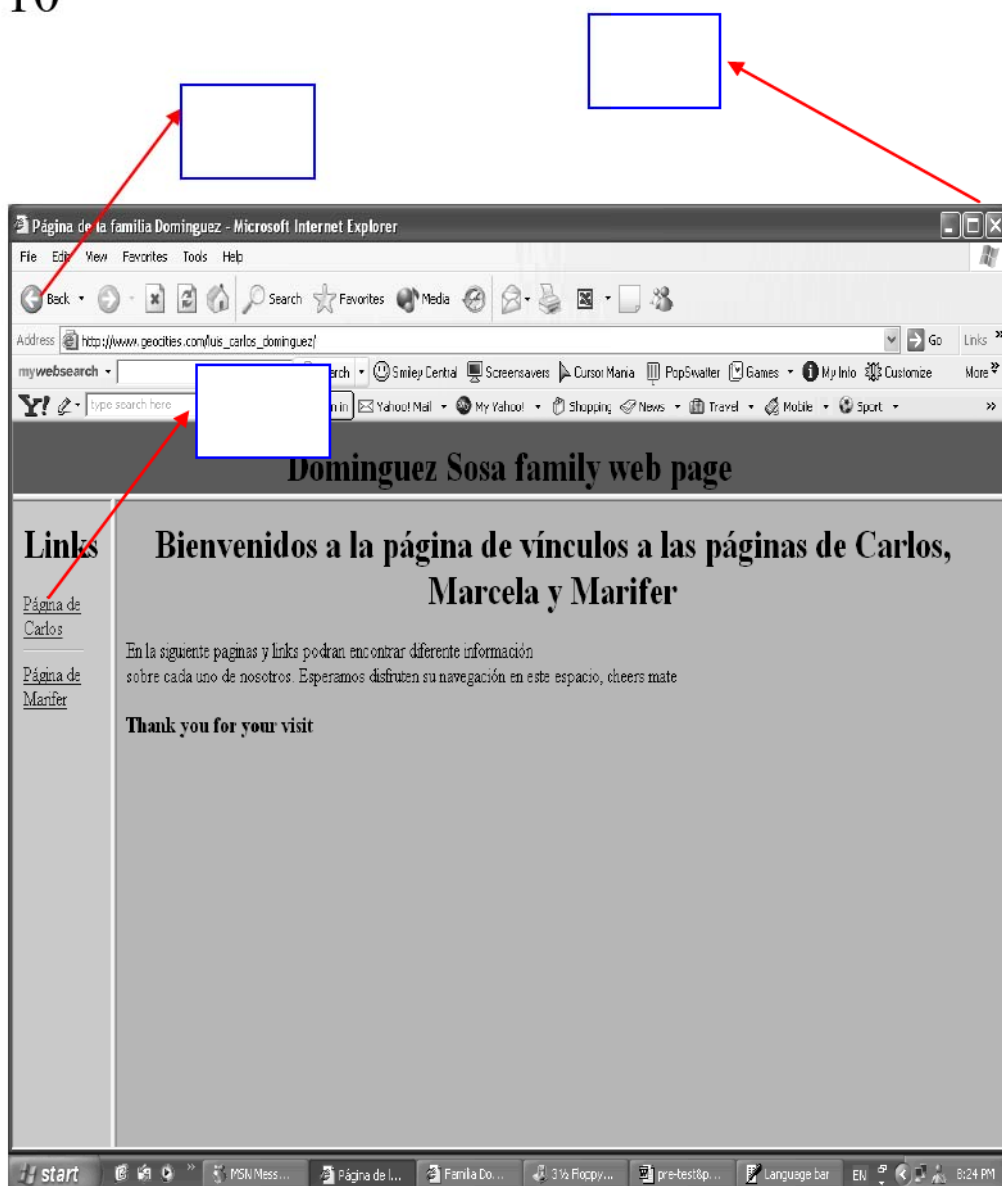 Página de la familia Dominguez - Microsoft Internet Explorer
File Edit View Favorites Tools Help
Back Search Favorites Media
Address http://www.geocities.com/luis_carlos_dominguez/ Go Links »
mywebsearch Smiley Central Screensavers Cursor Mania PopSwatter Games My Info Customize More »
Y! type search here in Yahoo! Mail My Yahoo! Shopping News Travel Mobile Sport »
Dominguez Sosa family web page
Links
Página de
Carlos
Página de
Marifer
Bienvenidos a la página de vínculos a las páginas de Carlos,
Marcela y Marifer
En la siguiente paginas y links podran encontrar diferente información
sobre cada uno de nosotros. Esperamos disfruten su navegación en este espacio, cheers mate
Thank you for your visit
start » MSN Mess... Página de l... Familia Do... 3½ Floppy... pre-test&p... Language bar EN 8:24 PM